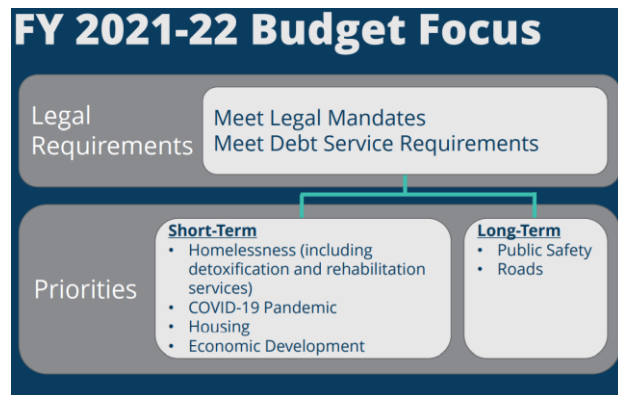 FY 2021-22 Budget Focus
Legal
Requirements
Meet Legal Mandates
Meet Debt Service Requirements
Priorities
Short-Term
• Homelessness (including
detoxification and rehabilitation
services)
• COVID-19 Pandemic
• Housing
• Economic Development
Long-Term
• Public Safety
• Roads